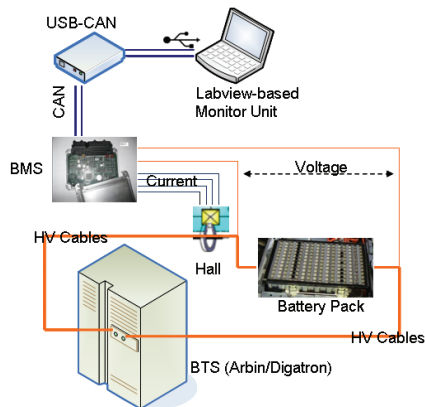 USB-CAN
Labview-based
Monitor Unit
CAN
BMS
Current
Voltage
HV Cables
Hall
Battery Pack
HV Cables
BTS (Arbin/Digatron)